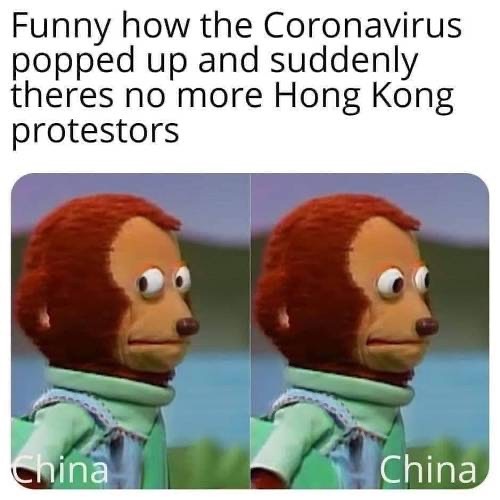 Funny how the Coronavirus
popped up and suddenly
theres no more Hong Kong
protestors
China
China